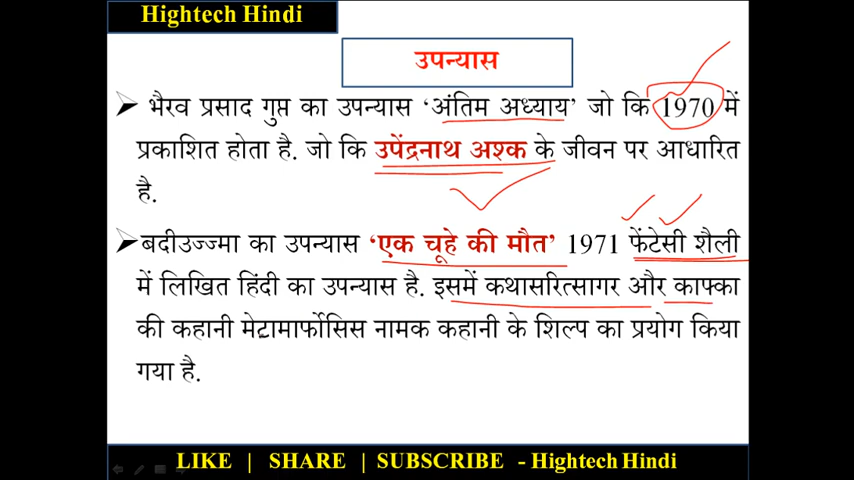 Hightech Hindi
उपन्यास
भैरव प्रसाद गुप्त का उपन्यास ‘अंतिम अध्याय’ जो कि 1970 में
प्रकाशित होता है. जो कि उपेंद्रनाथ अश्क के जीवन पर आधारित
है.
बदीउज्ज्मा का उपन्यास ‘एक चूहे की मौत’ 1971 फेंटेसी शैली
में लिखित हिंदी का उपन्यास है. इसमें कथासरित्सागर और काफ्का
की कहानी मेटामार्फोसिस नामक कहानी के शिल्प का प्रयोग किया
गया है.
LIKE | SHARE | SUBSCRIBE - Hightech Hindi